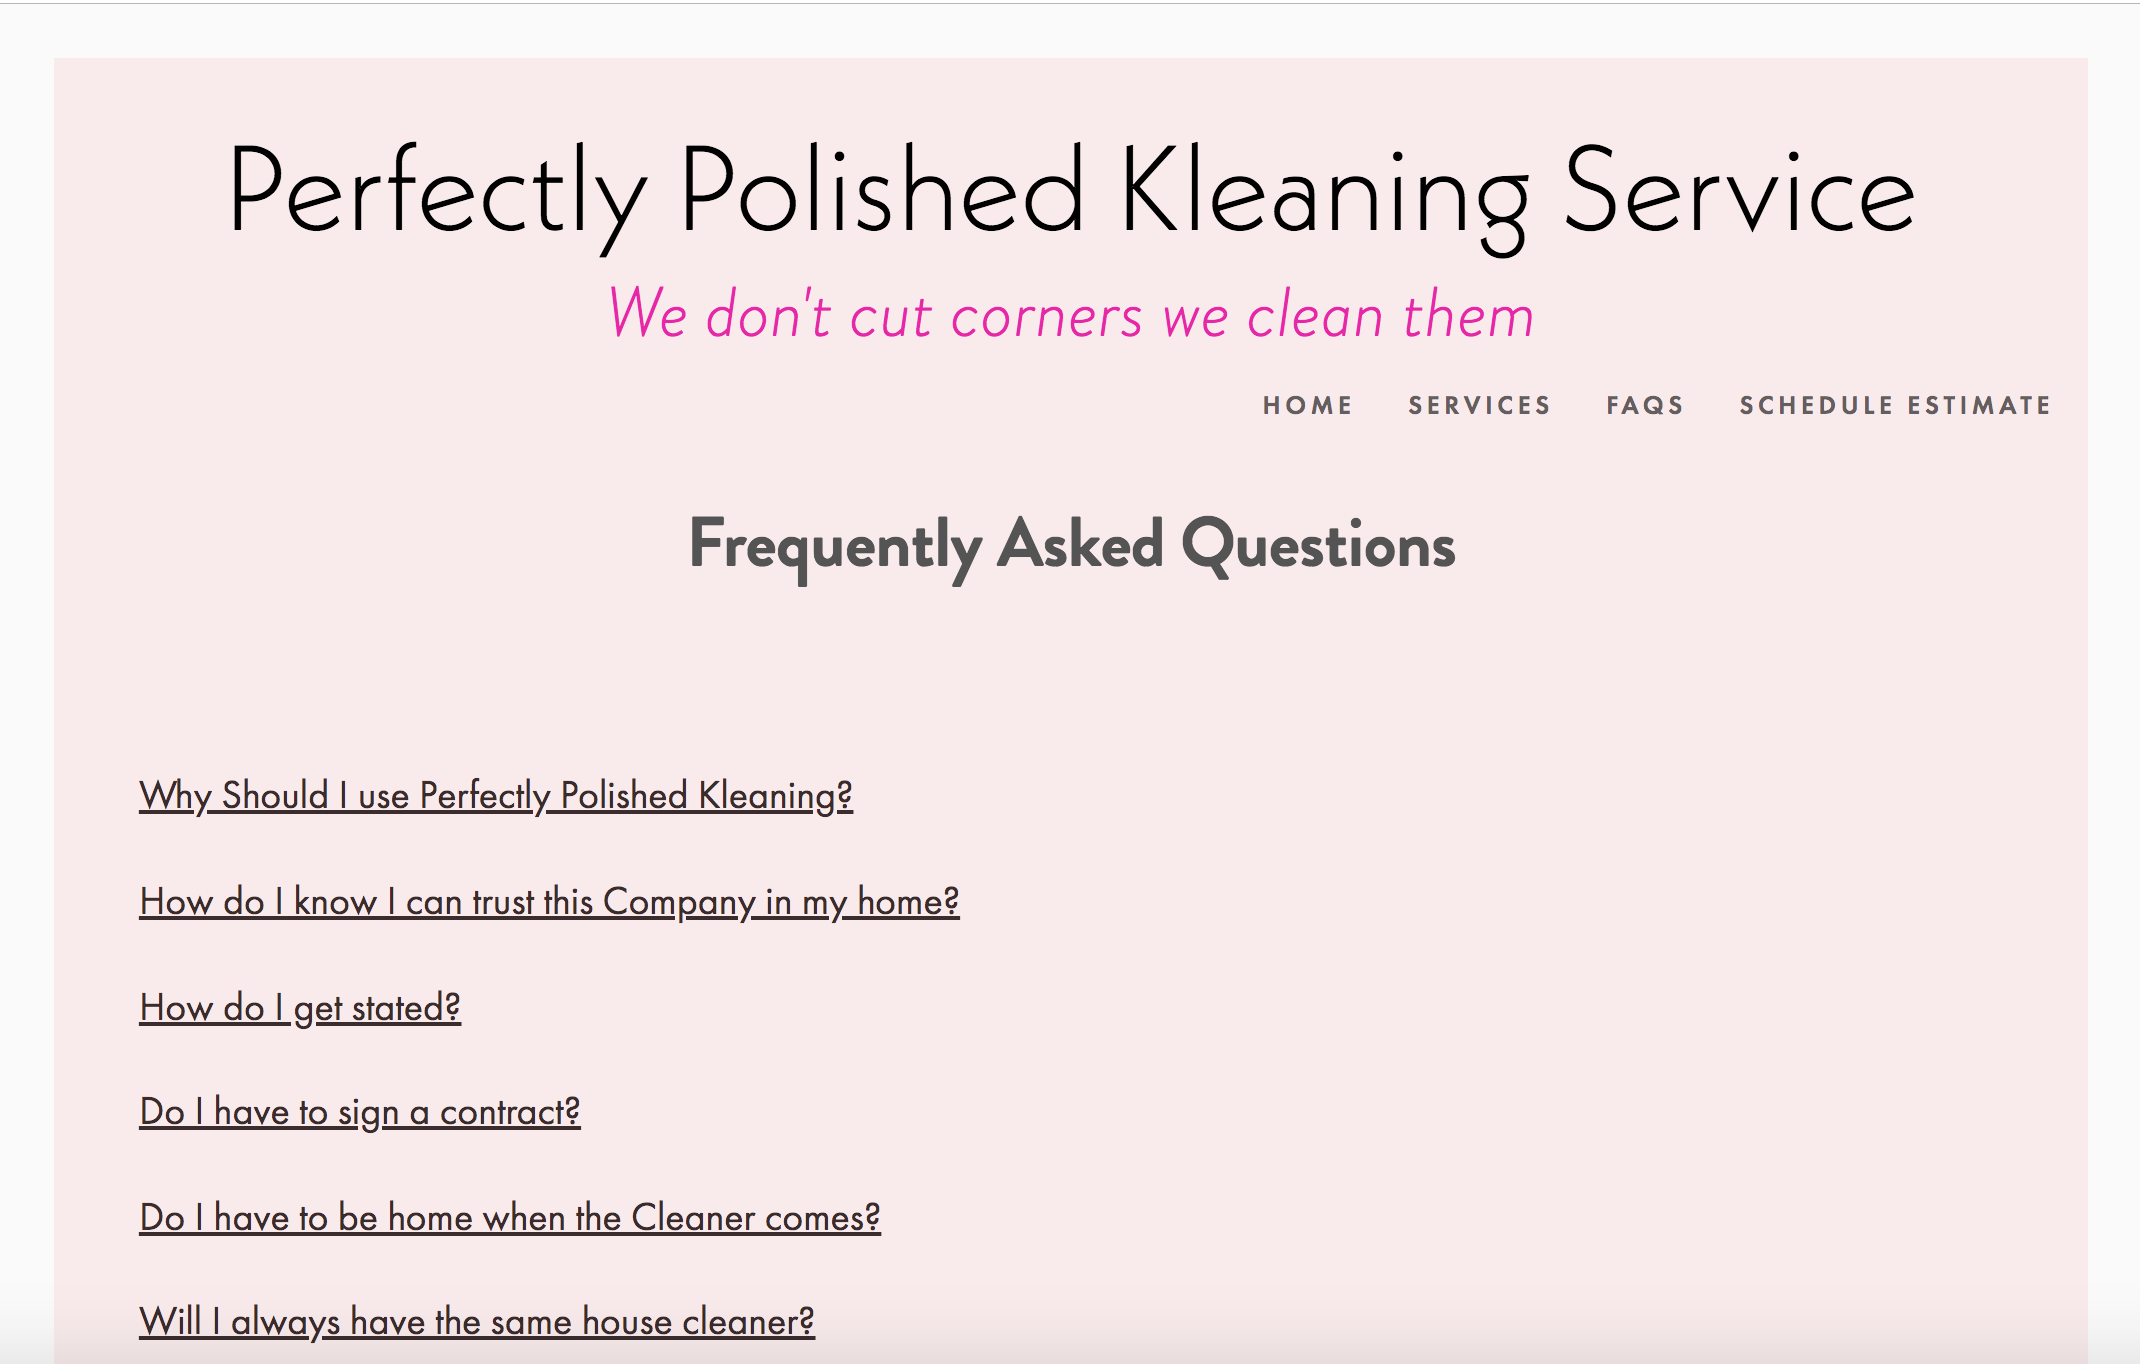 Perfectly Polished Kleaning Service
We don't cut corners we clean them
HOME SERVICES FAQS SCHEDULE ESTIMATE
Frequently Asked Questions
Why Should I use Perfectly Polished Kleaning?
How do I know I can trust this Company in my home?
How do I get stated?
Do I have to sign a contract?
Do I have to be home when the Cleaner comes?
Will I always have the same house cleaner?